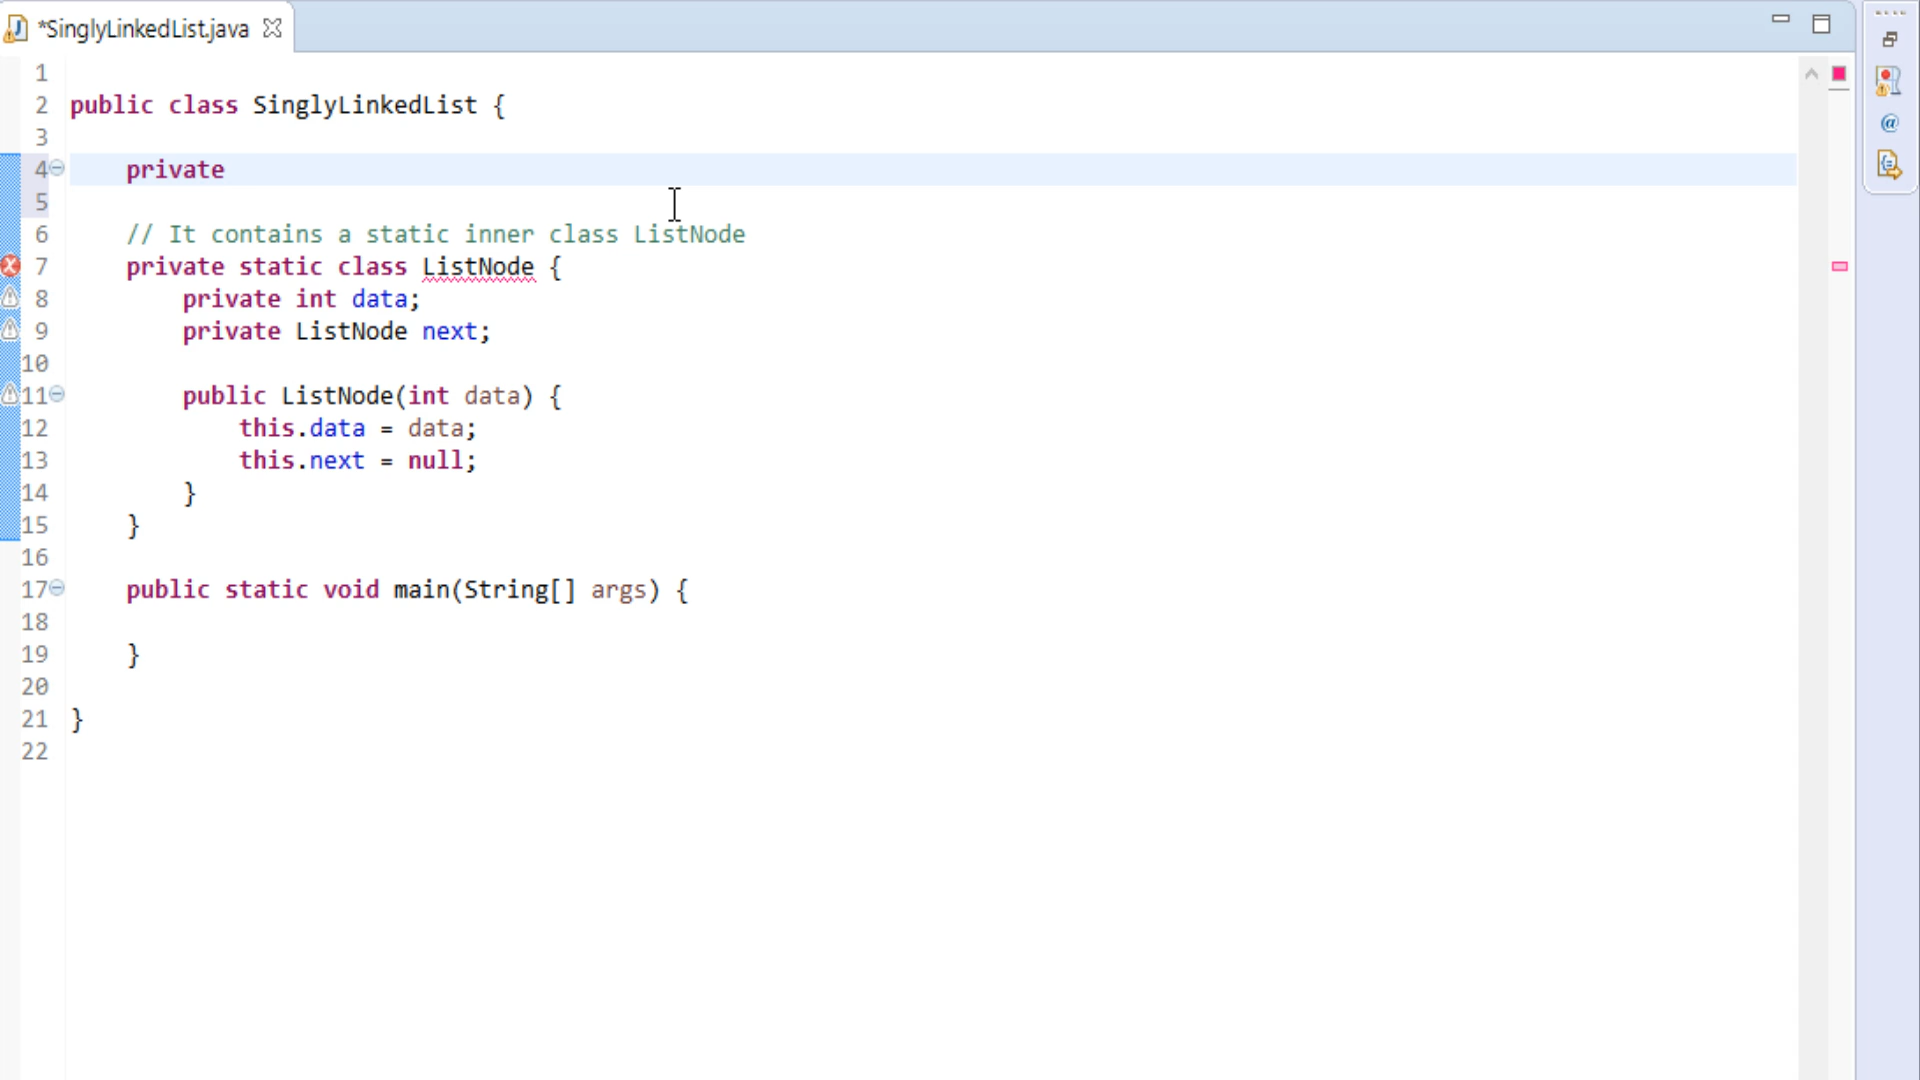 *SinglyLinkedList.java
1
2 public class SinglyLinkedList {
3
4 private
5
6 // It contains a static inner class ListNode
7 private static class ListNode {
8 private int data;
9 private ListNode next;
10
11 public ListNode(int data) {
12 this.data = data;
13 this.next = null;
14 }
15 }
16
17 public static void main(String[] args) {
18
19 }
20
21 }
22